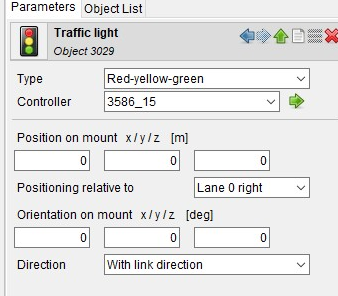 Parameters Object List
Traffic light
Object 3029
Type Red-yellow-green
Controller 3586_15
Position on mount x / y / z [m]
0 0 0
Positioning relative to Lane 0 right
Orientation on mount x / y / z [deg]
0 0 0
Direction With link direction